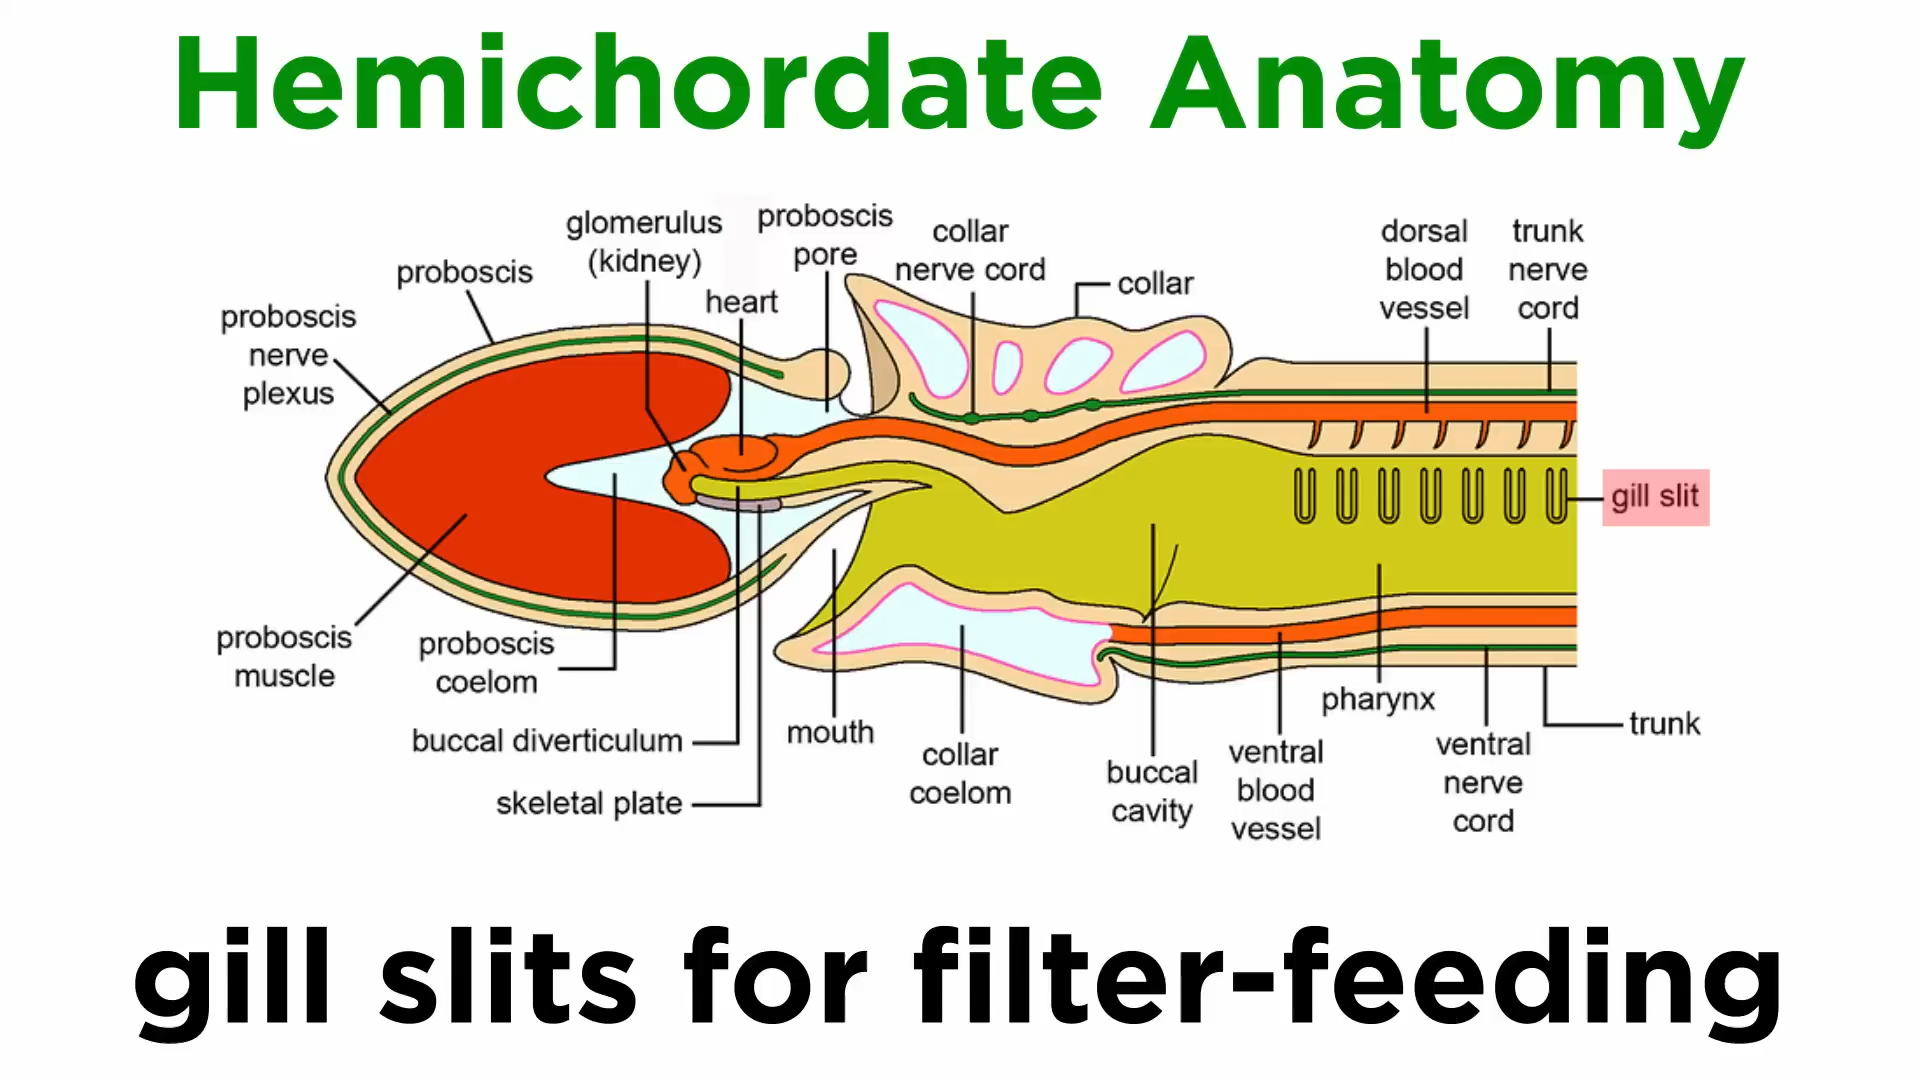 Hemichordate Anatomy
glomerulus
(kidney)
proboscis
pore
collar
nerve cord
dorsal
blood
vessel
trunk
nerve
cord
proboscis
heart
collar
proboscis
nerve
plexus
gill slit
proboscis
muscle
proboscis
coelom
buccal diverticulum
skeletal plate
mouth
collar
coelom
buccal
cavity
ventral
blood
vessel
pharynx
ventral
nerve
cord
trunk
gill slits for filter-feeding